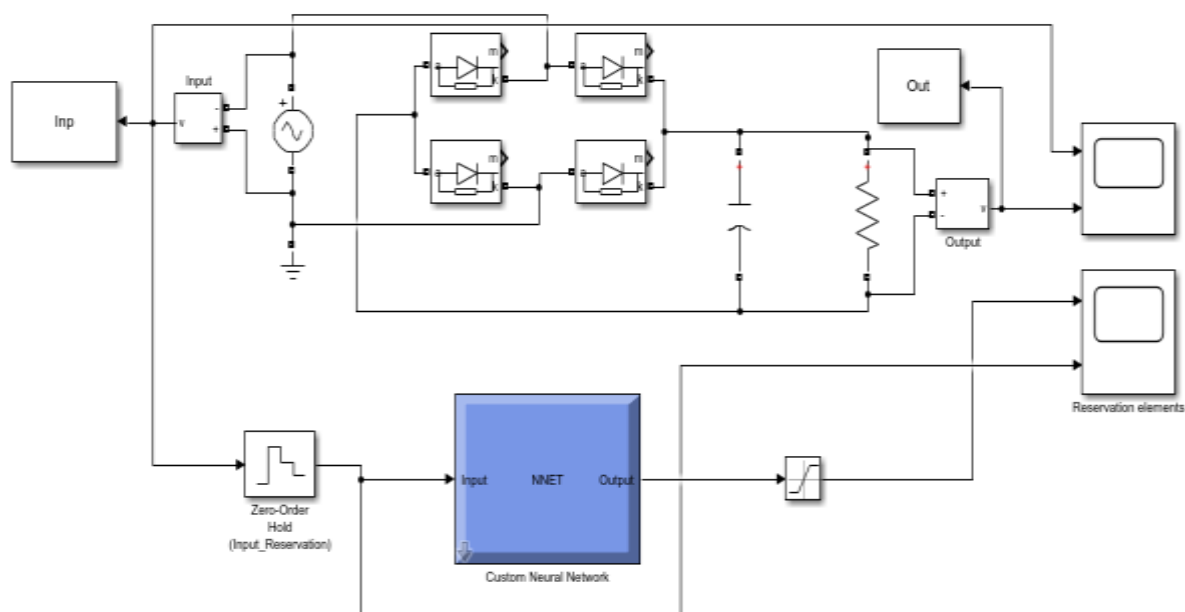 Inp
Input
v
-
+
+
a
m
k
a
m
k
a
m
k
a
m
k
+
+
Out
+
-
v
Output
Reservation elements
Input
NNET
Output
Custom Neural Network
Zero-Order
Hold
(Input_Reservation)